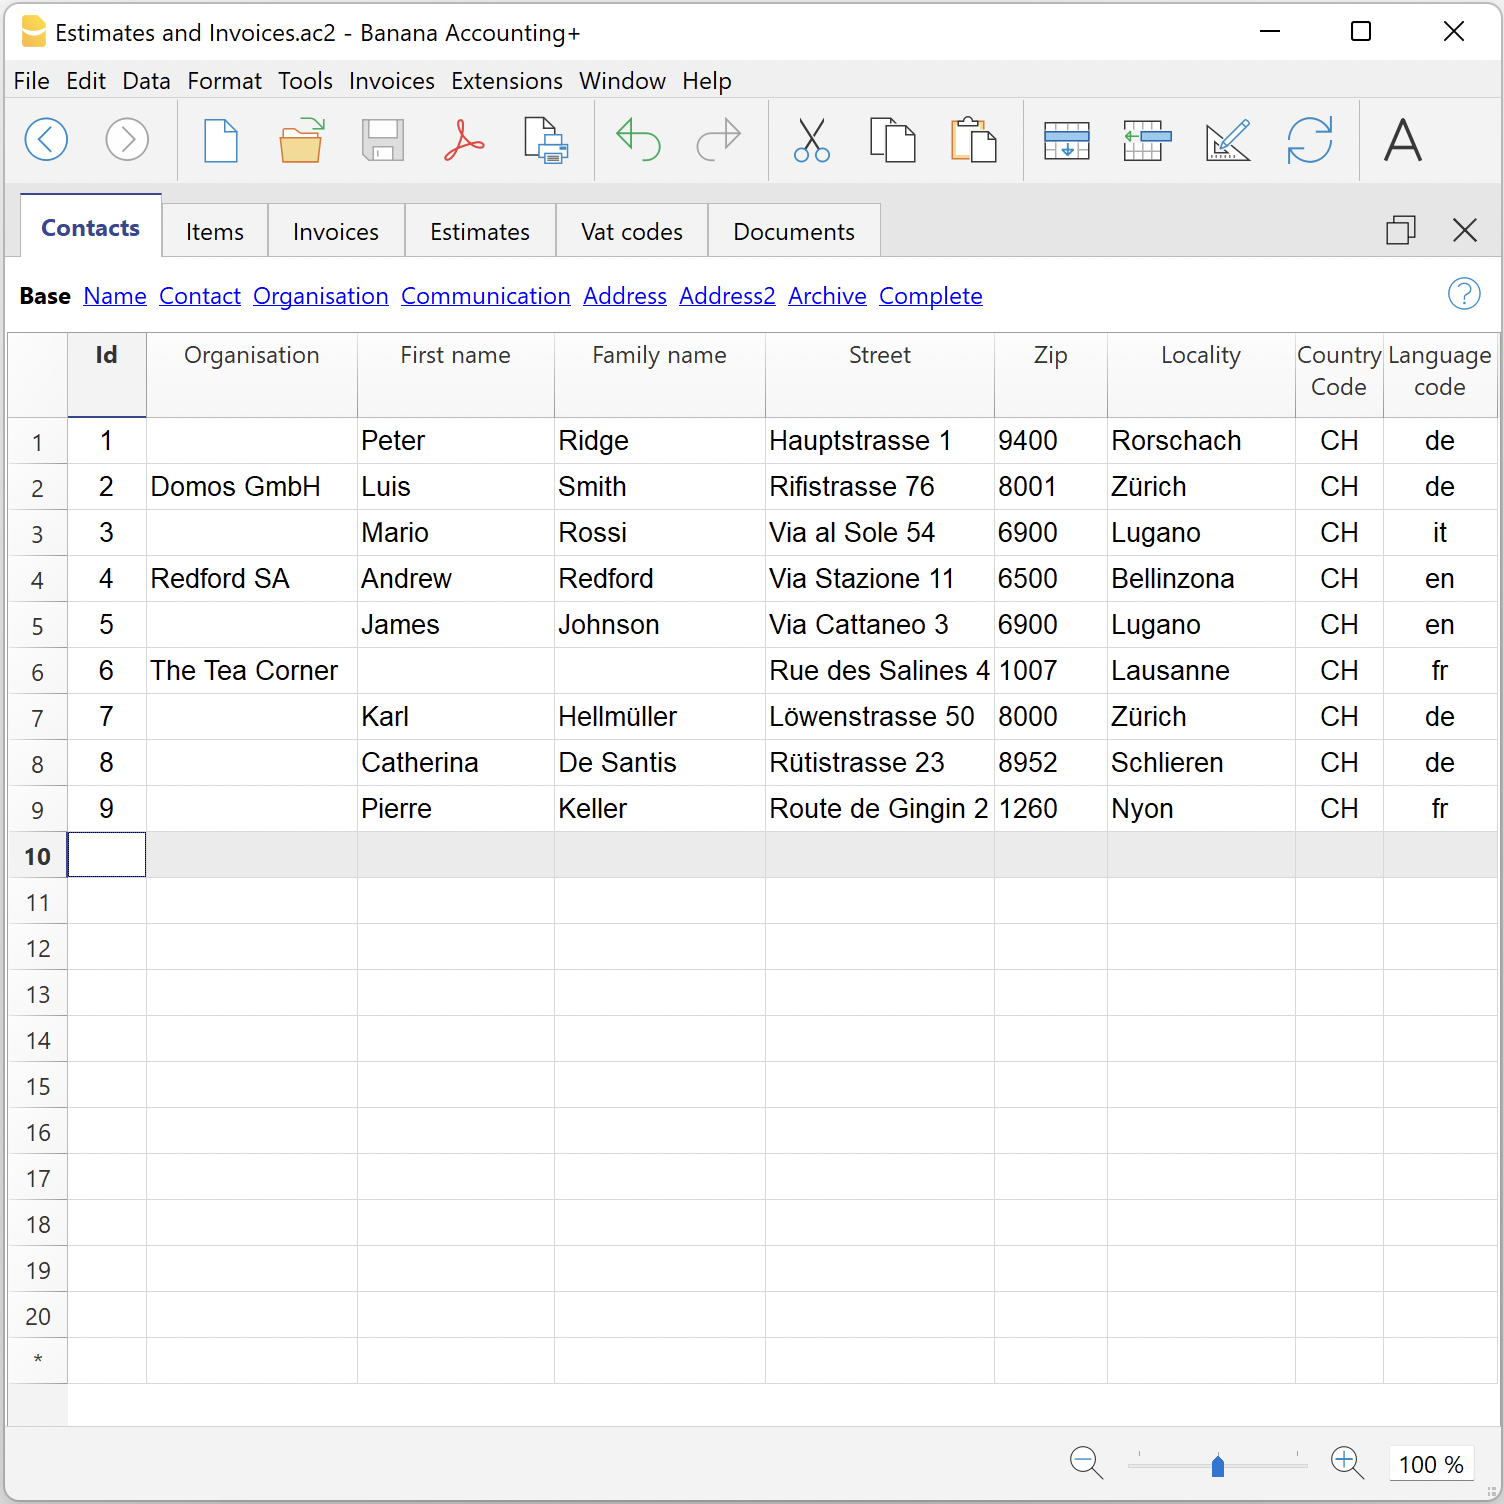 Estimates and Invoices.ac2 - Banana Accounting+
File Edit Data Format Tools Invoices Extensions Window Help
A
Contacts Items Invoices Estimates Vat codes Documents
Base Name Contact Organisation Communication Address Address2 Archive Complete ?
Id Organisation First name Family name Street Zip Locality Country Code Language code
1 1 Peter Ridge Hauptstrasse 1 9400 Rorschach CH de
2 2 Domos GmbH Luis Smith Rifistrasse 76 8001 Zürich CH de
3 3 Mario Rossi Via al Sole 54 6900 Lugano CH it
4 4 Redford SA Andrew Redford Via Stazione 11 6500 Bellinzona CH en
5 5 James Johnson Via Cattaneo 3 6900 Lugano CH en
6 6 The Tea Corner Rue des Salines 4 1007 Lausanne CH fr
7 7 Karl Hellmüller Löwenstrasse 50 8000 Zürich CH de
8 8 Catherina De Santis Rütistrasse 23 8952 Schlieren CH de
9 9 Pierre Keller Route de Gingin 2 1260 Nyon CH fr
10
11
12
13
14
15
16
17
18
19
20
*
100 %